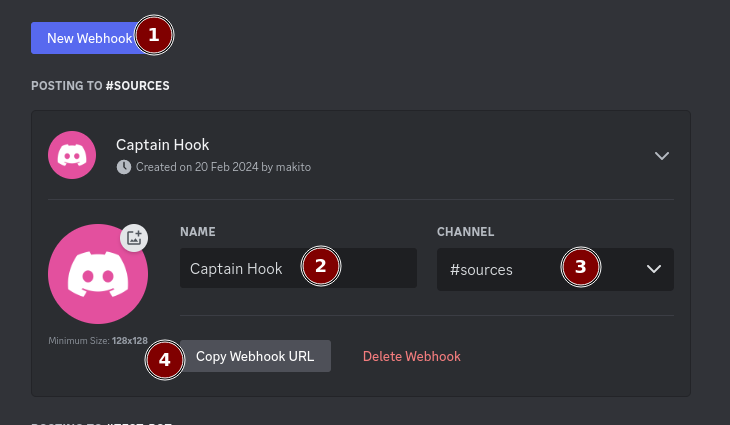 New Webhook
1
POSTING TO #SOURCES
Captain Hook
Created on 20 Feb 2024 by makito
NAME
CHANNEL
Captain Hook
2
#sources
3
Minimum Size: 128x128
4
Copy Webhook URL
Delete Webhook